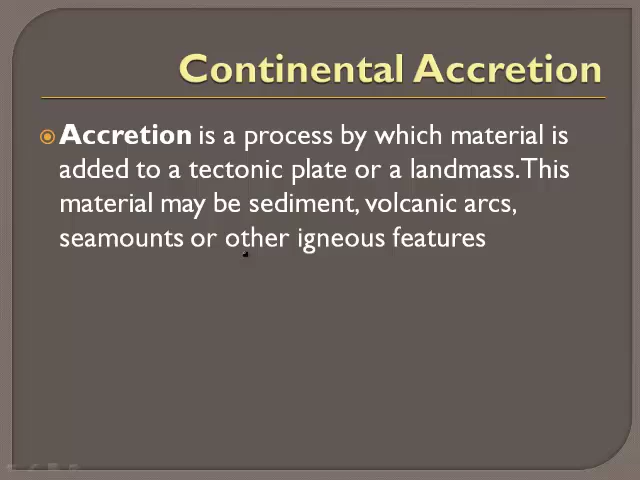 Continental Accretion
Accretion is a process by which material is
added to a tectonic plate or a landmass.This
material may be sediment, volcanic arcs,
seamounts or other igneous features